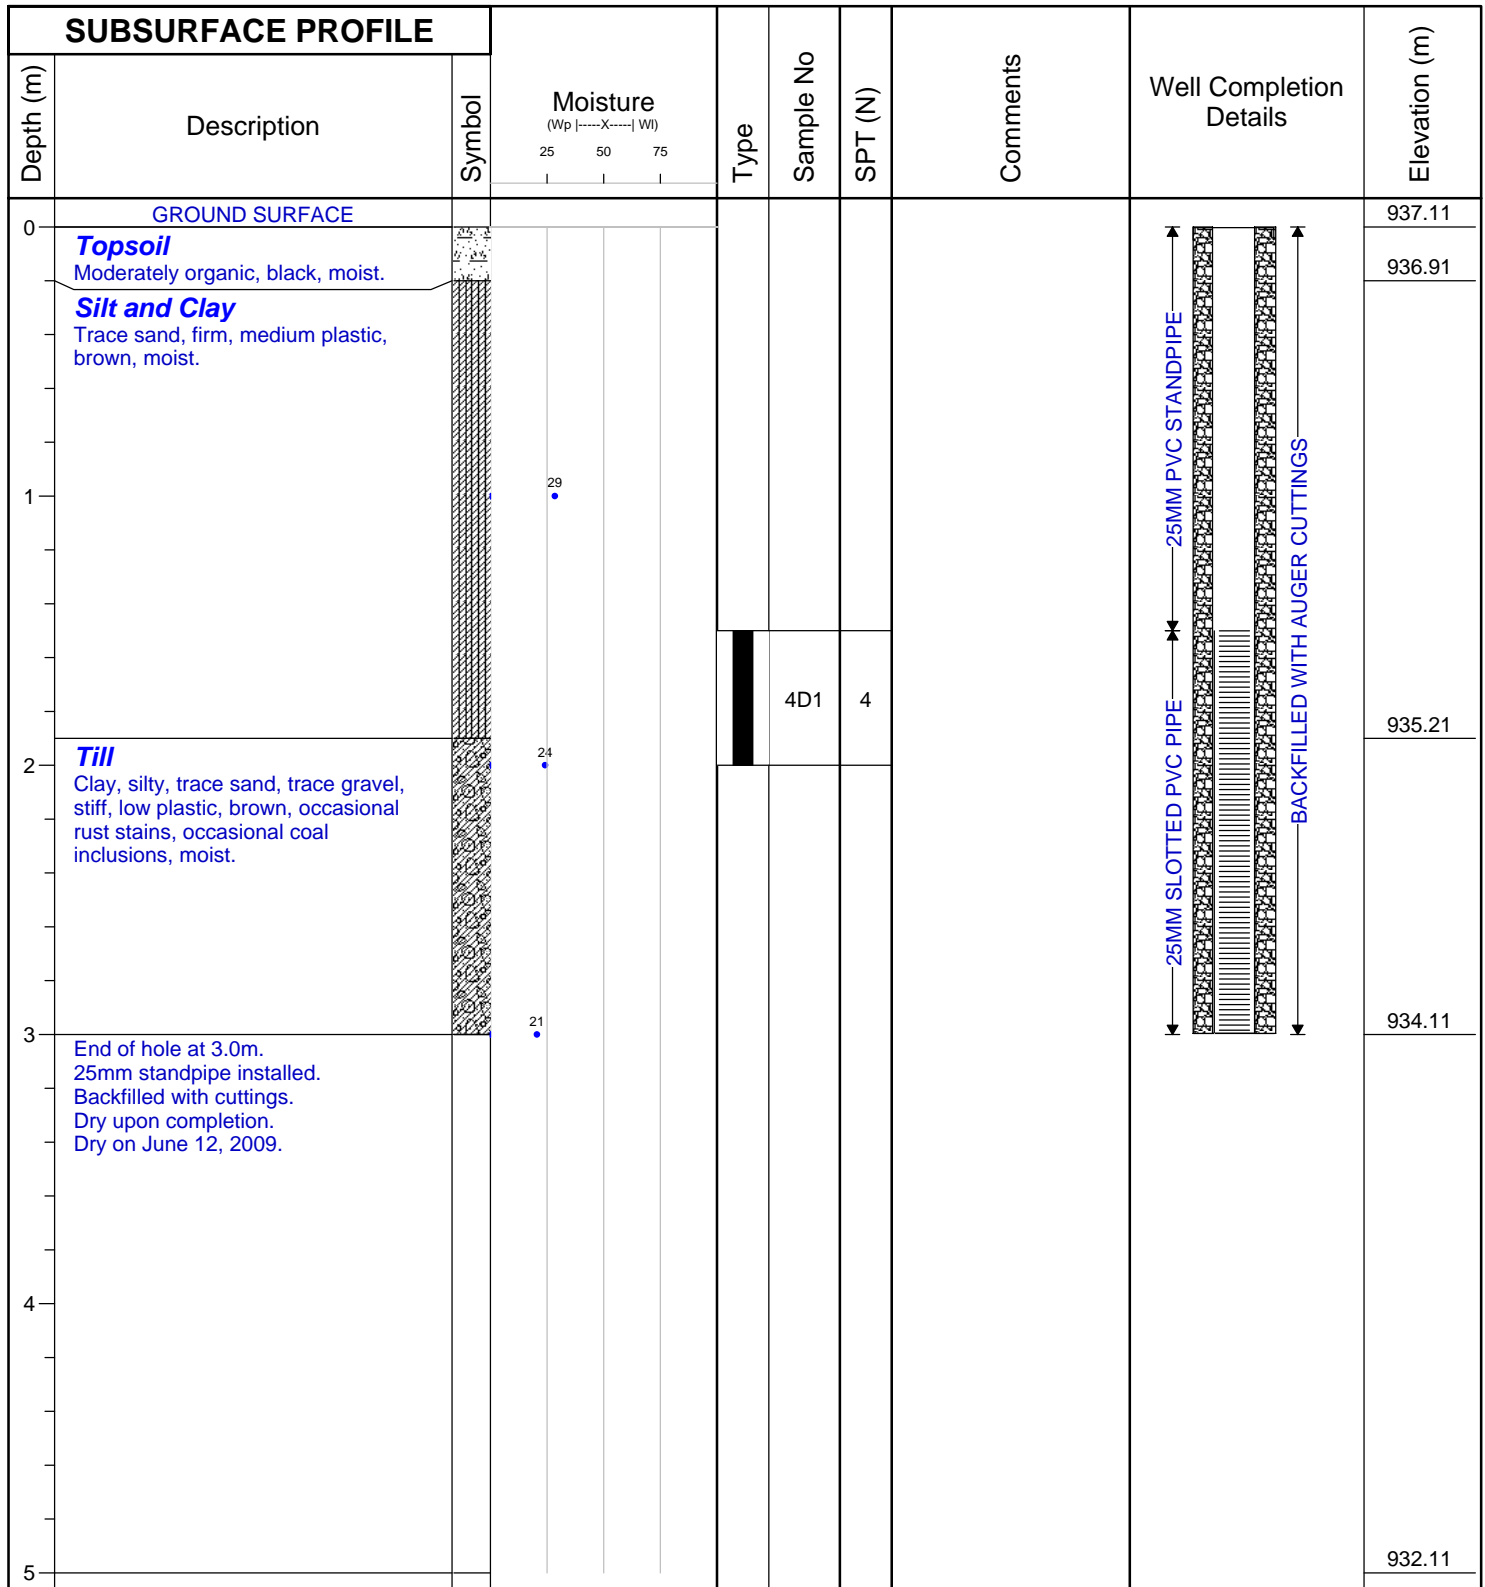 SUBSURFACE PROFILE
Depth (m)
Description
Symbol
Moisture
(Wp |-----X-----| Wl)
25 50 75
Type
Sample No
SPT (N)
Comments
Well Completion
Details
Elevation (m)
GROUND SURFACE
937.11
0
Topsoil
Moderately organic, black, moist.
936.91
Silt and Clay
Trace sand, firm, medium plastic,
brown, moist.
25MM PVC STANDPIPE
BACKFILLED WITH AUGER CUTTINGS
29
1
4D1
4
25MM SLOTTED PVC PIPE
935.21
Till
24
2
Clay, silty, trace sand, trace gravel,
stiff, low plastic, brown, occasional
rust stains, occasional coal
inclusions, moist.
21
3
934.11
End of hole at 3.0m.
25mm standpipe installed.
Backfilled with cuttings.
Dry upon completion.
Dry on June 12, 2009.
4
5
932.11